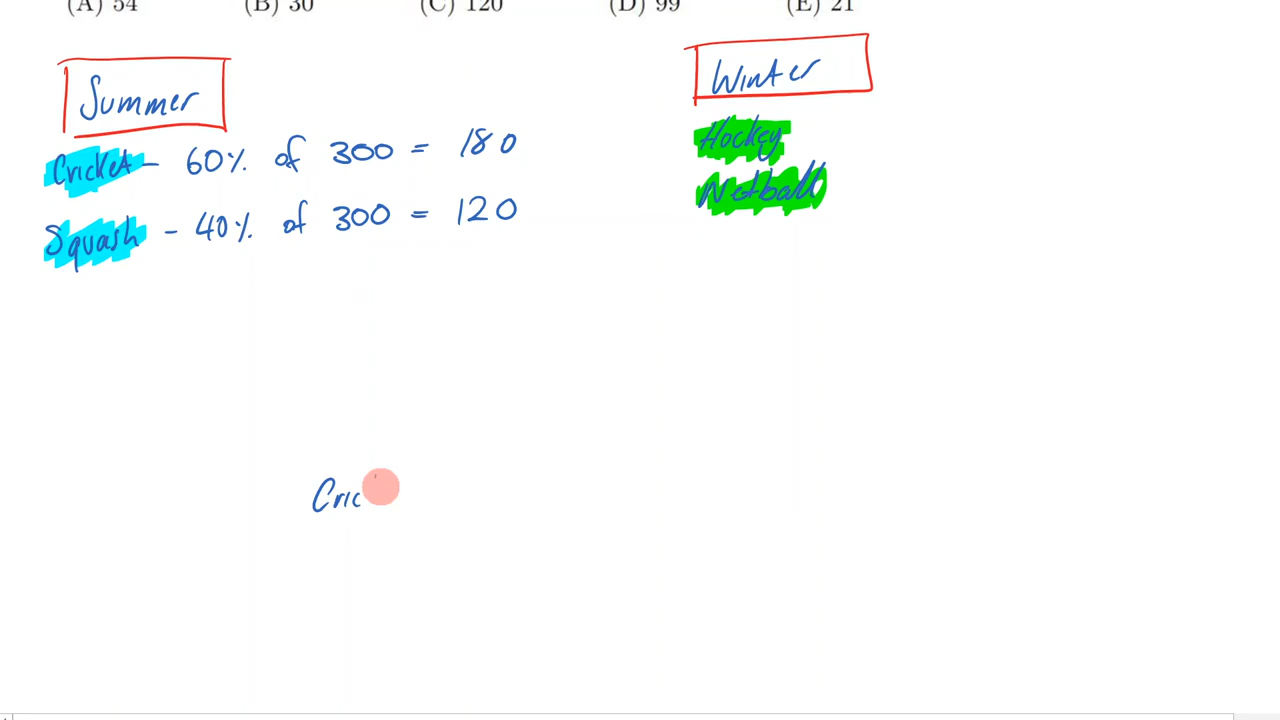 (A) 54 (B) 30 (C) 120 (D) 99 (E) 21
Summer
Cricket - 60% of 300 = 180
Squash - 40% of 300 = 120
Winter
Hockey
Netball
Cric